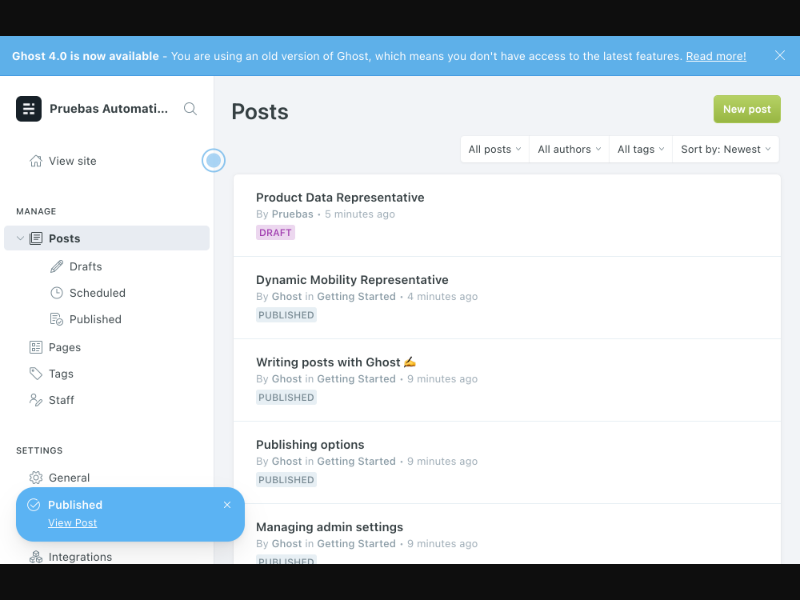 Ghost 4.0 is now available - You are using an old version of Ghost, which means you don't have access to the latest features. Read more!
Pruebas Automati...
View site
MANAGE
Posts
Drafts
Scheduled
Published
Pages
Tags
Staff
SETTINGS
General
Published
View Post
Integrations
Posts
New post
All posts
All authors
All tags
Sort by: Newest
Product Data Representative
By Pruebas • 5 minutes ago
DRAFT
Dynamic Mobility Representative
By Ghost in Getting Started • 4 minutes ago
PUBLISHED
Writing posts with Ghost ✍️
By Ghost in Getting Started • 9 minutes ago
PUBLISHED
Publishing options
By Ghost in Getting Started • 9 minutes ago
PUBLISHED
Managing admin settings
By Ghost in Getting Started • 9 minutes ago
PUBLISHED